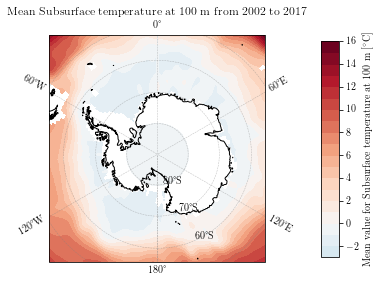 Mean Subsurface temperature at 100 m from 2002 to 2017
0°
60°W
60°E
80°S
70°S
60°S
120°W
120°E
180°
16
14
12
10
8
6
4
2
0
−2
Mean value for Subsurface temperature at 100 m [°C]